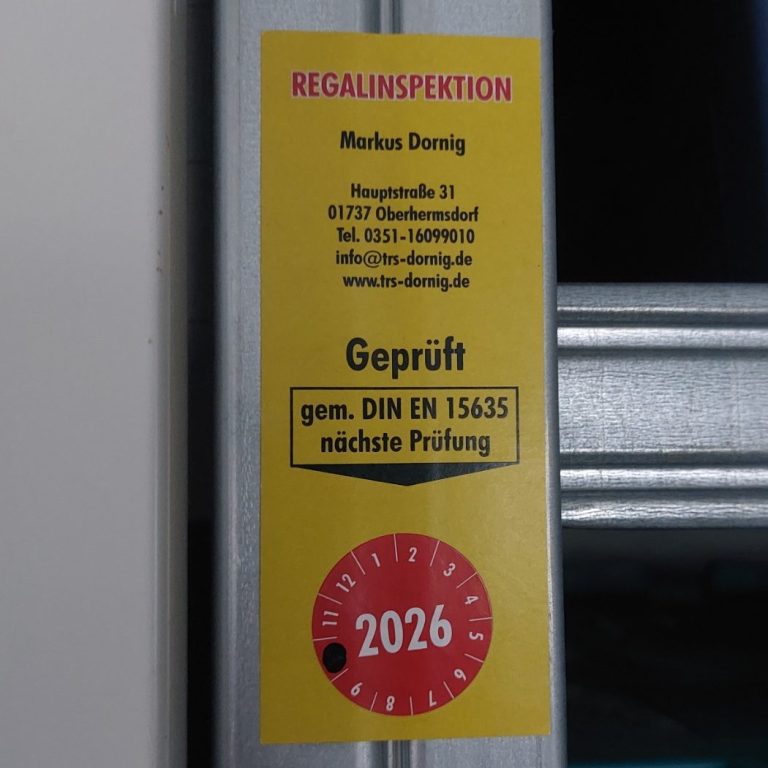 REGALINSPEKTION
Markus Dornig
Hauptstraße 31
01737 Oberhermsdorf
Tel. 0351-16099010
info@trs-dornig.de
www.trs-dornig.de
Geprüft
gem. DIN EN 15635
nächste Prüfung
1 2 3 4 5 6 7 8 9 11 12
2026